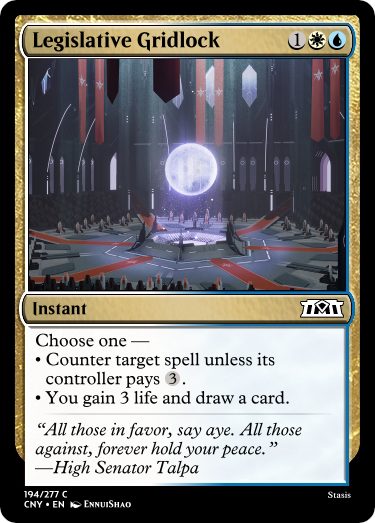 Legislative Gridlock 1
Instant
Choose one —
• Counter target spell unless its
controller pays 3.
• You gain 3 life and draw a card.
“All those in favor, say aye. All those
against, forever hold your peace.”
—High Senator Talpa
194/277 C
CNY • EN EnnuiShao
Stasis